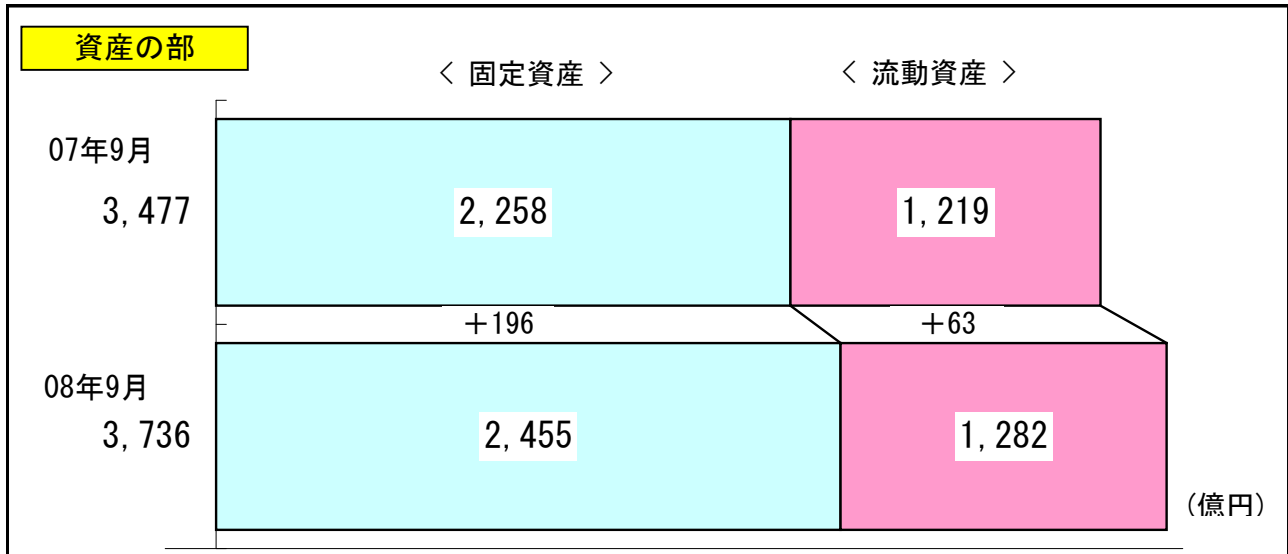 資産の部
< 固定資産 >
< 流動資産 >
07年9月
3,477
2,258
1,219
+196
+63
08年9月
3,736
2,455
1,282
(億円)